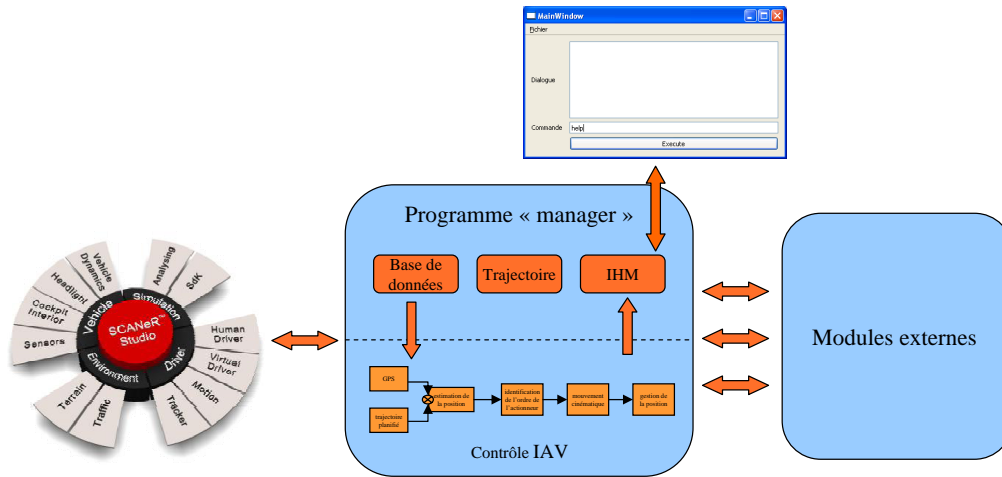 MainWindow
Fichier
Dialogue
Commande
help
Execute
Programme « manager »
Base de
données
Trajectoire
IHM
Modules externes
GPS
trajectoire
planifié
estimation de
la position
identification
de l'ordre de
l'actionneur
mouvement
cinématique
gestion de
la position
Contrôle IAV
SCANeR™
Studio
Vehicle
Simulation
Driver
Environment
Sensors
Cockpit
Interior
Headlight
Vehicle
Dynamics
Analysing
SdK
Human
Driver
Virtual
Driver
Motion
Tracker
Traffic
Terrain